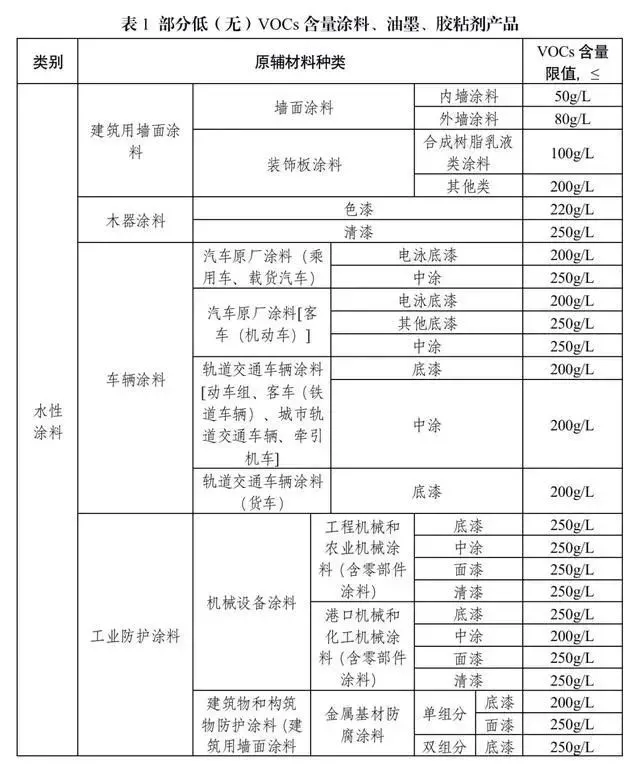 表1 部分低（无）VOCs含量涂料、油墨、胶粘剂产品
类别 原辅材料种类 VOCs含量
限值，≤
水性
涂料
建筑用墙面涂
料
墙面涂料 内墙涂料 50g/L
外墙涂料 80g/L
装饰板涂料 合成树脂乳液
类涂料 100g/L
其他类 200g/L
木器涂料 色漆 220g/L
清漆 250g/L
车辆涂料
汽车原厂涂料（乘
用车、载货汽车）
电泳底漆 200g/L
中涂 250g/L
汽车原厂涂料[客
车（机动车）]
电泳底漆 200g/L
其他底漆 250g/L
中涂 250g/L
轨道交通车辆涂料
[动车组、客车（铁
道车辆）、城市轨
道交通车辆、牵引
机车]
底漆 200g/L
中涂 200g/L
轨道交通车辆涂料
（货车）
底漆 200g/L
工业防护涂料
机械设备涂料
工程机械和
农业机械涂
料（含零部件
涂料）
底漆 250g/L
中涂 250g/L
面漆 250g/L
清漆 250g/L
港口机械和
化工机械涂
料（含零部件
涂料）
底漆 250g/L
中涂 200g/L
面漆 250g/L
清漆 250g/L
建筑物和构筑
物防护涂料（建
筑用墙面涂料
金属基材防
腐涂料
单组分 底漆 200g/L
面漆 250g/L
双组分 底漆 250g/L